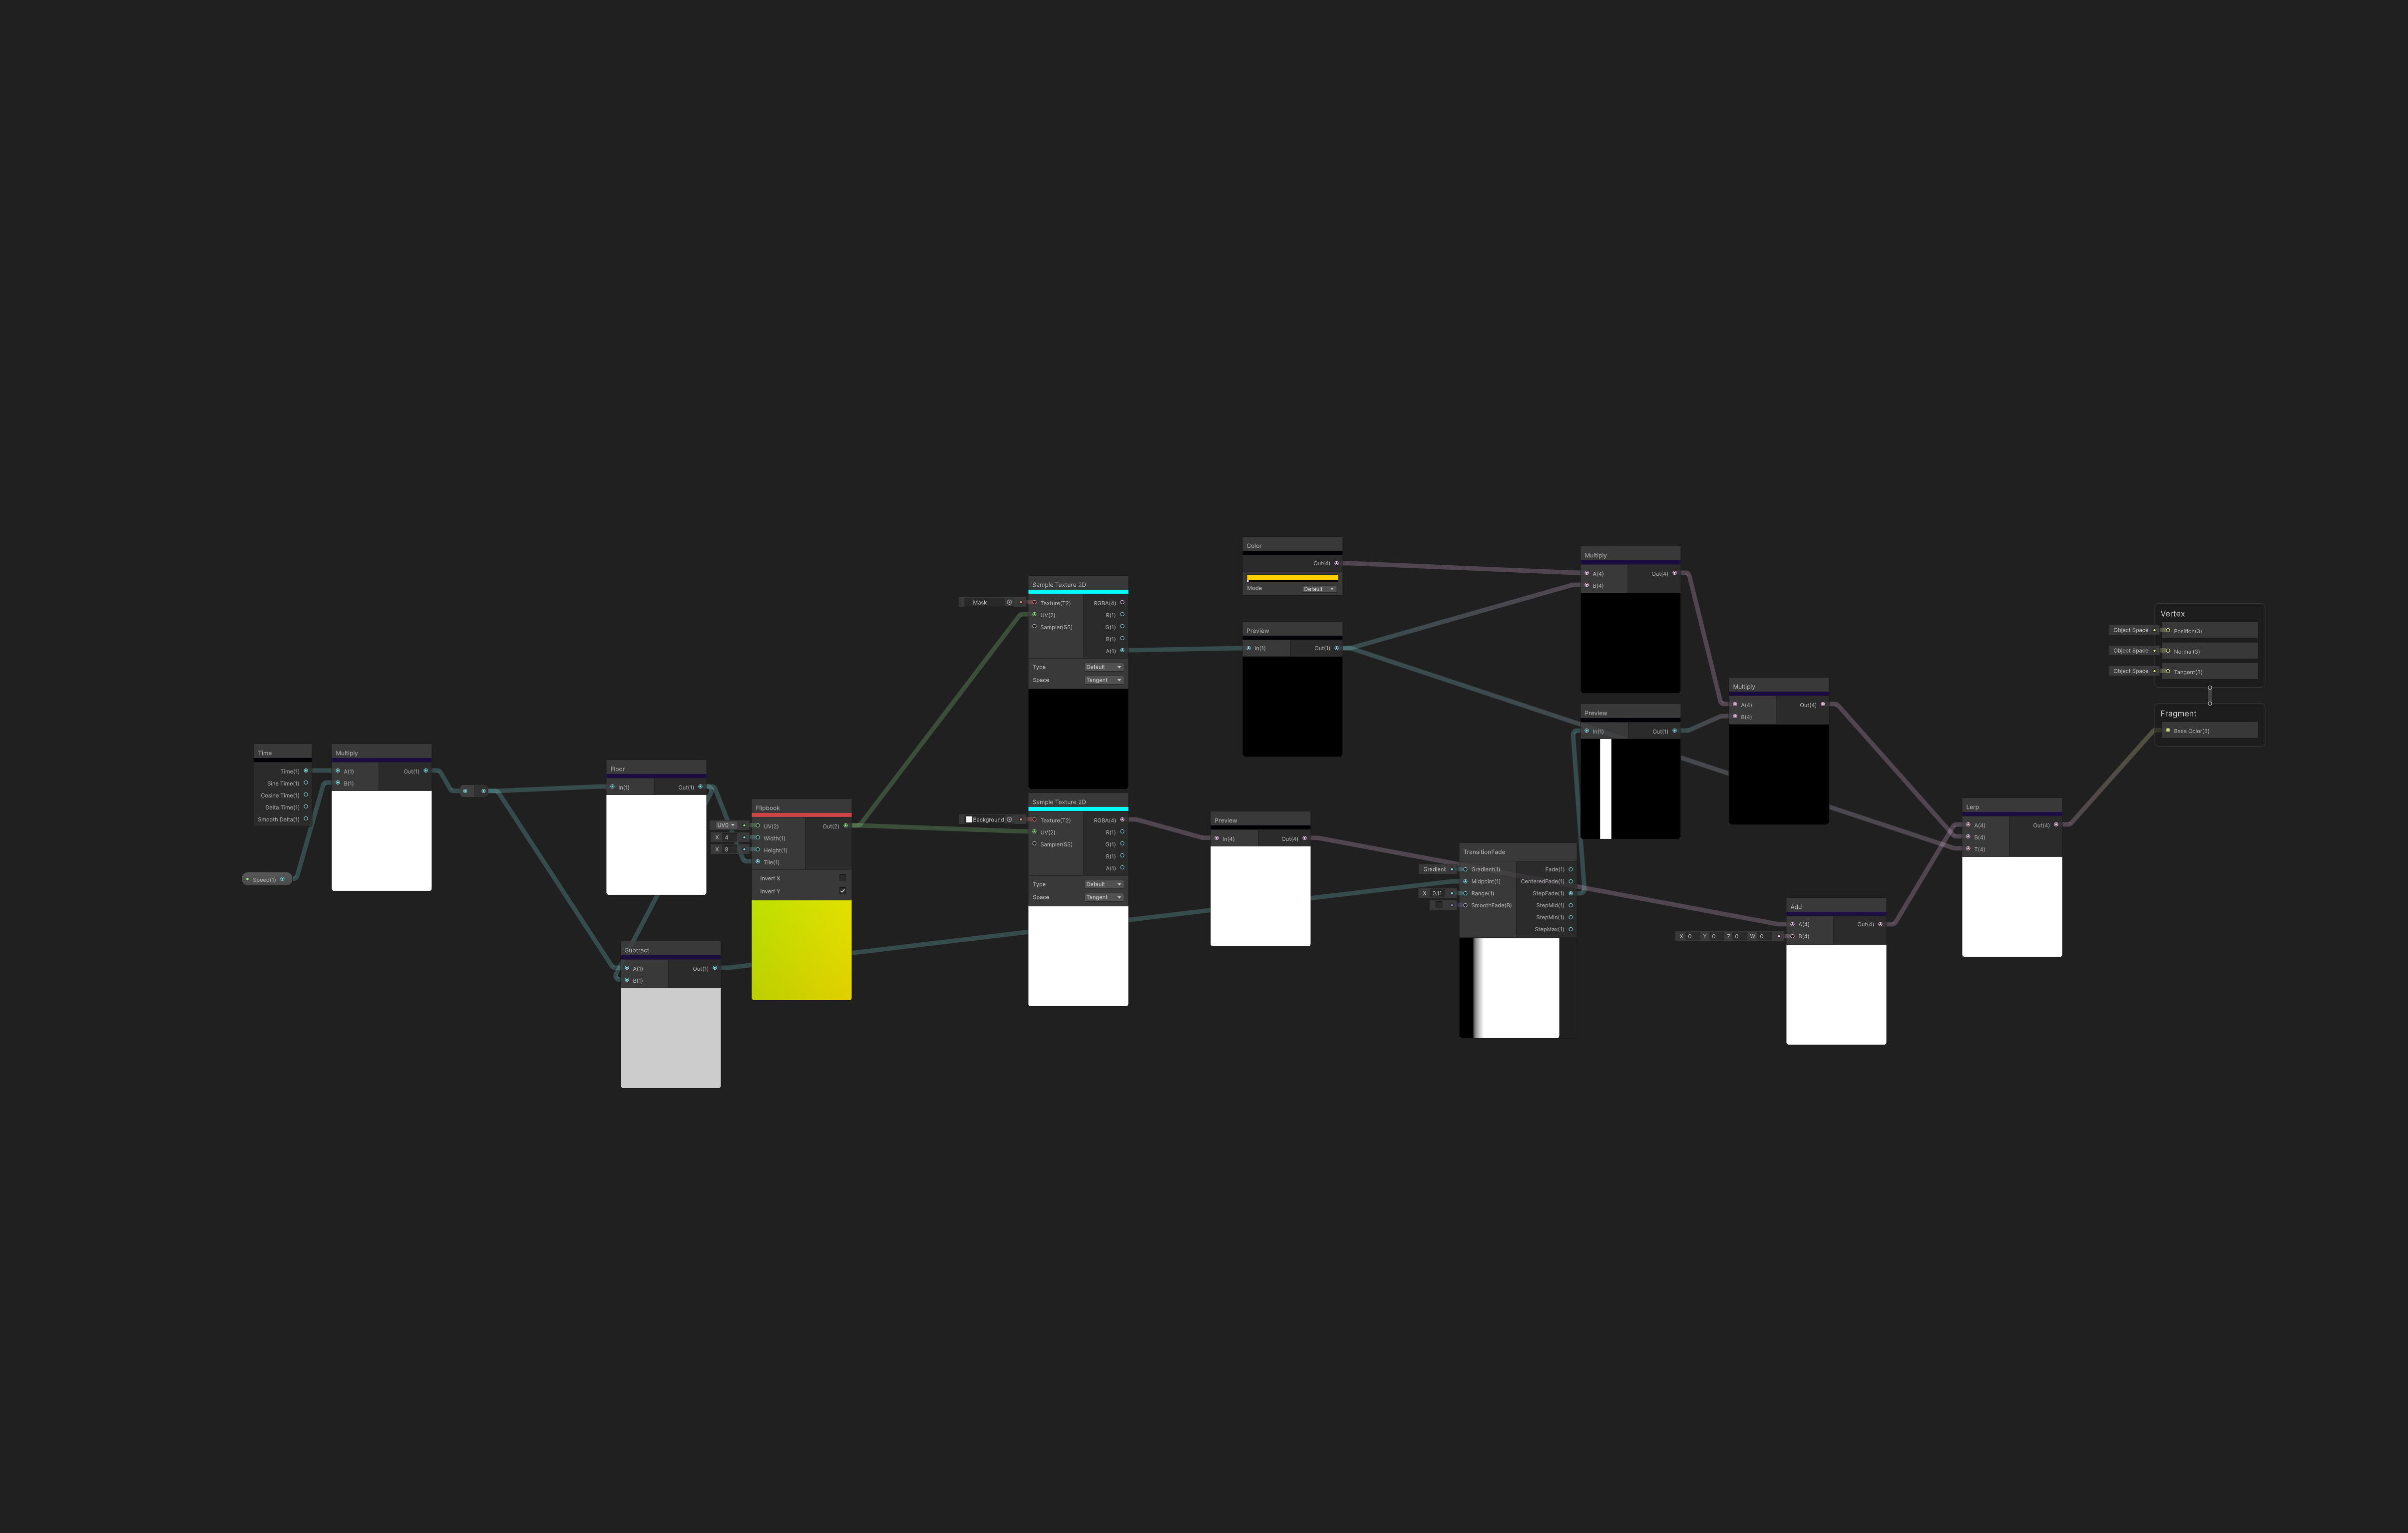 Time
Time(1)
Sine Time(1)
Cosine Time(1)
Delta Time(1)
Smooth Delta(1)
Speed(1)
Multiply
A(1) Out(1)
B(1)
Floor
In(1) Out(1)
Subtract
A(1) Out(1)
B(1)
Flipbook
UV0 UV(2) Out(2)
X 4 Width(1)
X 8 Height(1)
Tile(1)
Invert X
Invert Y
Sample Texture 2D
Mask Texture(T2) RGBA(4)
UV(2) R(1)
Sampler(SS) G(1)
B(1)
A(1)
Type Default
Space Tangent
Sample Texture 2D
Background Texture(T2) RGBA(4)
UV(2) R(1)
Sampler(SS) G(1)
B(1)
A(1)
Type Default
Space Tangent
Color
Out(4)
Mode Default
Preview
In(1) Out(1)
Preview
In(4) Out(4)
TransitionFade
Gradient Gradient(1) Fade(1)
Midpoint(1) CenteredFade(1)
X 0.11 Range(1) StepFade(1)
SmoothFade(B) StepMid(1)
StepMin(1)
StepMax(1)
Multiply
A(4) Out(4)
B(4)
Preview
In(1) Out(1)
Multiply
A(4) Out(4)
B(4)
Add
A(4) Out(4)
X 0 Y 0 Z 0 W 0 B(4)
Lerp
A(4) Out(4)
B(4)
T(4)
Vertex
Object Space Position(3)
Object Space Normal(3)
Object Space Tangent(3)
Fragment
Base Color(3)